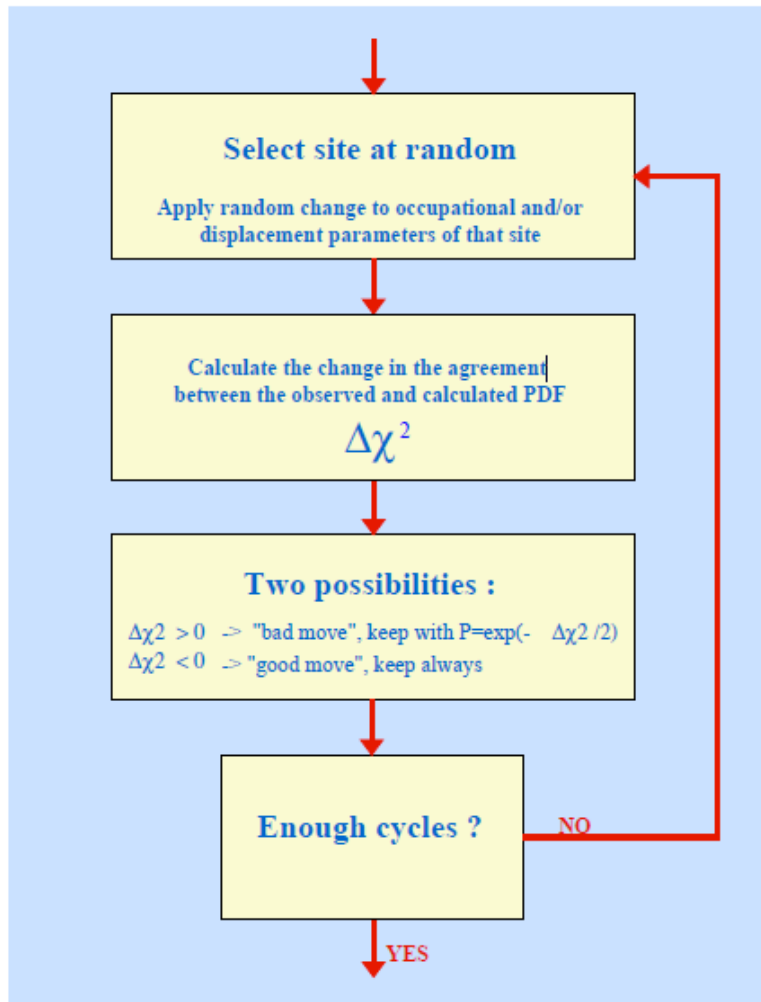 Select site at random
Apply random change to occupational and/or
displacement parameters of that site
Calculate the change in the agreement
between the observed and calculated PDF
Δχ²
Two possibilities :
Δχ2 > 0 -> "bad move", keep with P=exp(- Δχ2 /2)
Δχ2 < 0 -> "good move", keep always
Enough cycles ?
NO
YES